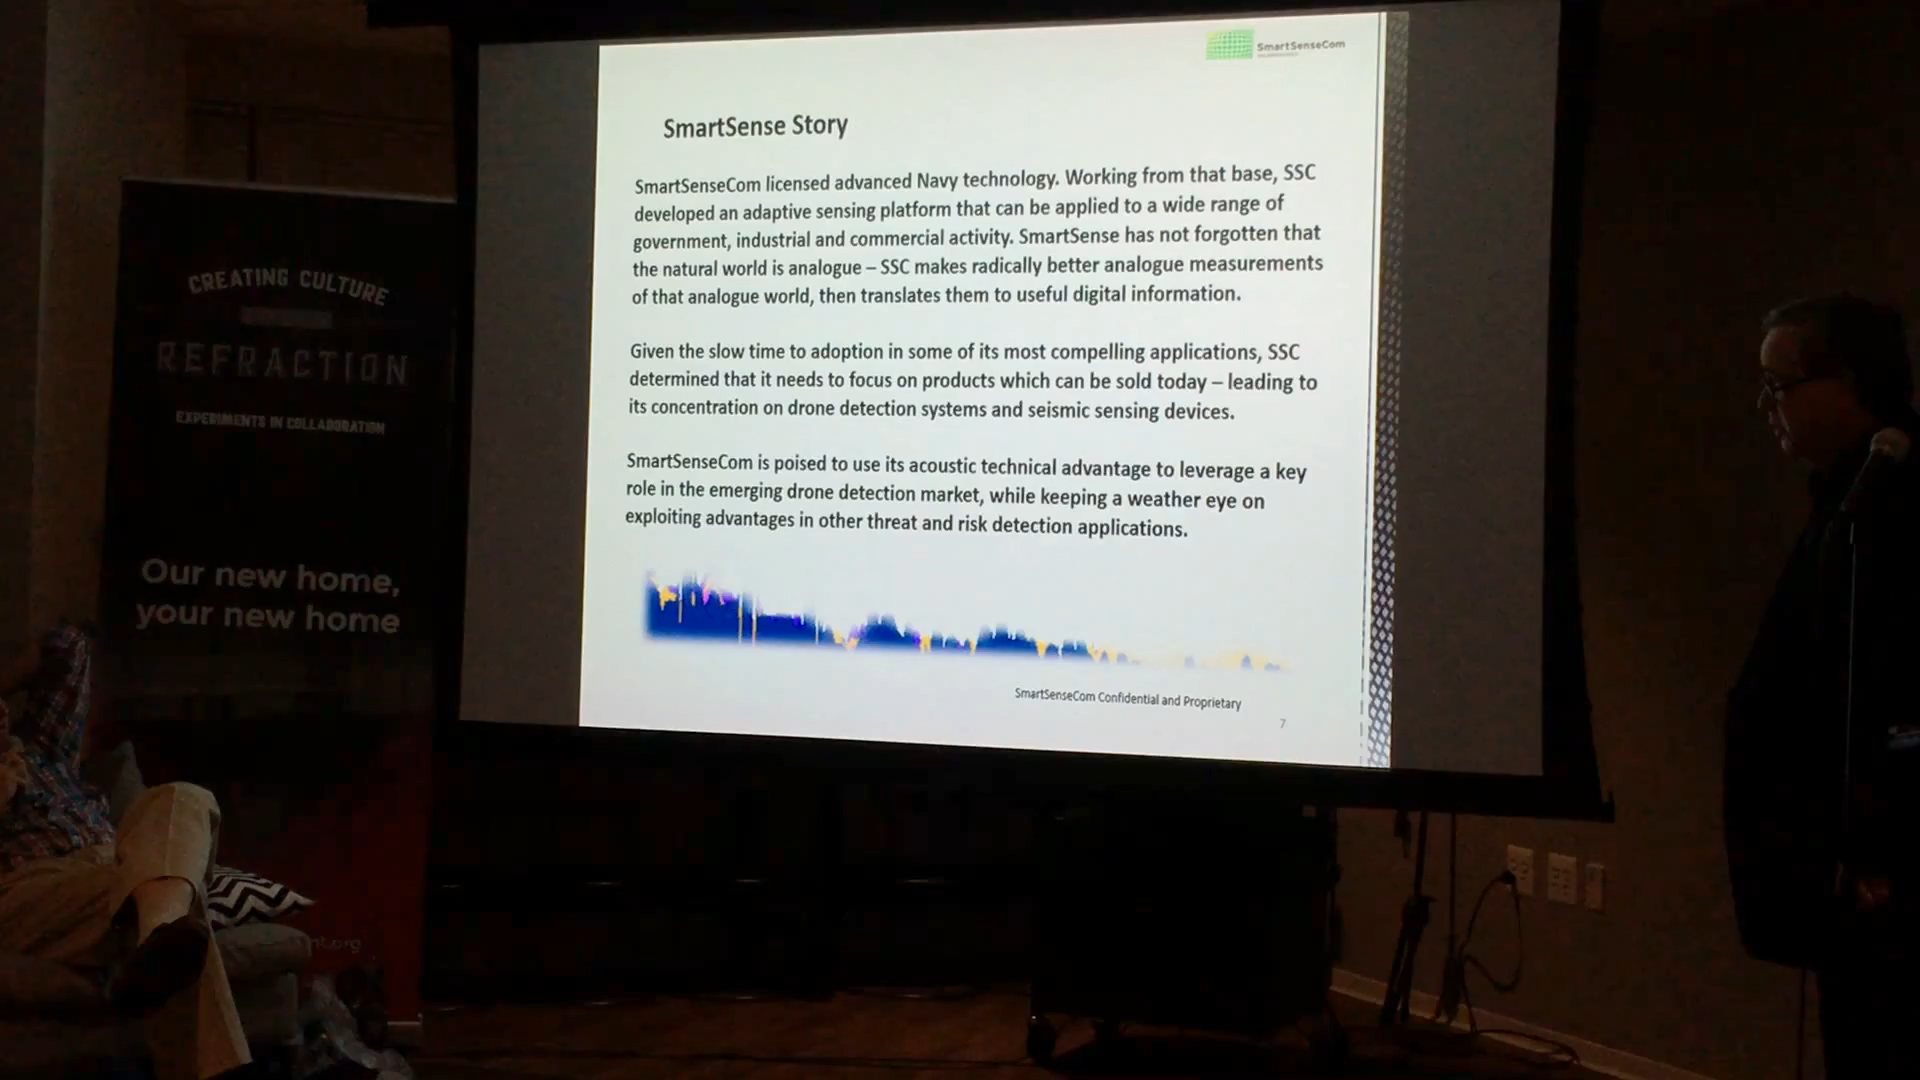 SmartSenseCom
SmartSense Story
SmartSenseCom licensed advanced Navy technology. Working from that base, SSC
developed an adaptive sensing platform that can be applied to a wide range of
government, industrial and commercial activity. SmartSense has not forgotten that
the natural world is analogue – SSC makes radically better analogue measurements
of that analogue world, then translates them to useful digital information.
Given the slow time to adoption in some of its most compelling applications, SSC
determined that it needs to focus on products which can be sold today – leading to
its concentration on drone detection systems and seismic sensing devices.
SmartSenseCom is poised to use its acoustic technical advantage to leverage a key
role in the emerging drone detection market, while keeping a weather eye on
exploiting advantages in other threat and risk detection applications.
SmartSenseCom Confidential and Proprietary
7
CREATING CULTURE
REFRACTION
EXPERIMENTS IN COLLABORATION
Our new home,
your new home